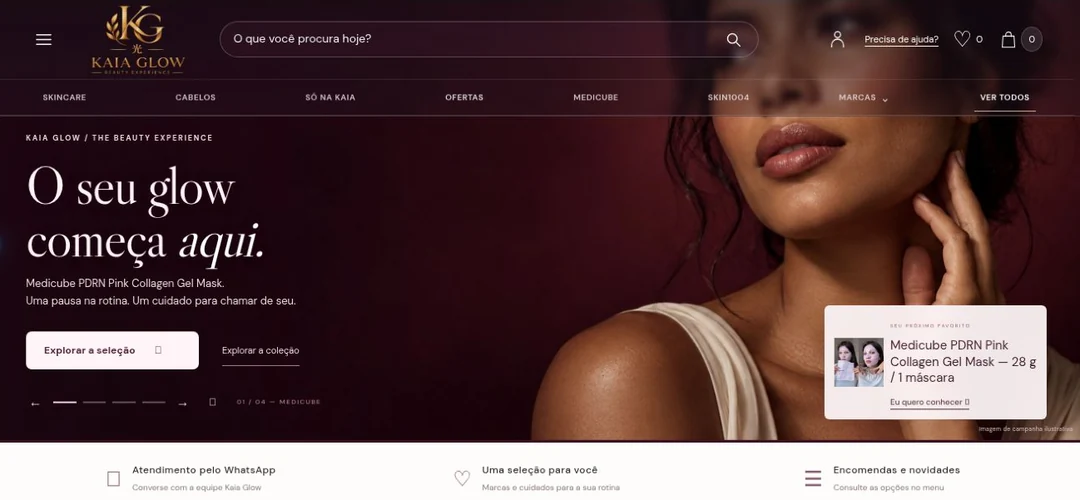 KG
光
KAIA GLOW
BEAUTY EXPERIENCE
O que você procura hoje?
Precisa de ajuda?
0
0
SKINCARE
CABELOS
SÓ NA KAIA
OFERTAS
MEDICUBE
SKIN1004
MARCAS
VER TODOS
KAIA GLOW / THE BEAUTY EXPERIENCE
O seu glow
começa aqui.
Medicube PDRN Pink Collagen Gel Mask.
Uma pausa na rotina. Um cuidado para chamar de seu.
Explorar a seleção
Explorar a coleção
← →
01 / 04 — MEDICUBE
SEU PRÓXIMO FAVORITO
Medicube PDRN Pink
Collagen Gel Mask — 28 g
/ 1 máscara
Eu quero conhecer
Imagem de campanha ilustrativa
Atendimento pelo WhatsApp
Converse com a equipe Kaia Glow
Uma seleção para você
Marcas e cuidados para a sua rotina
Encomendas e novidades
Consulte as opções no menu